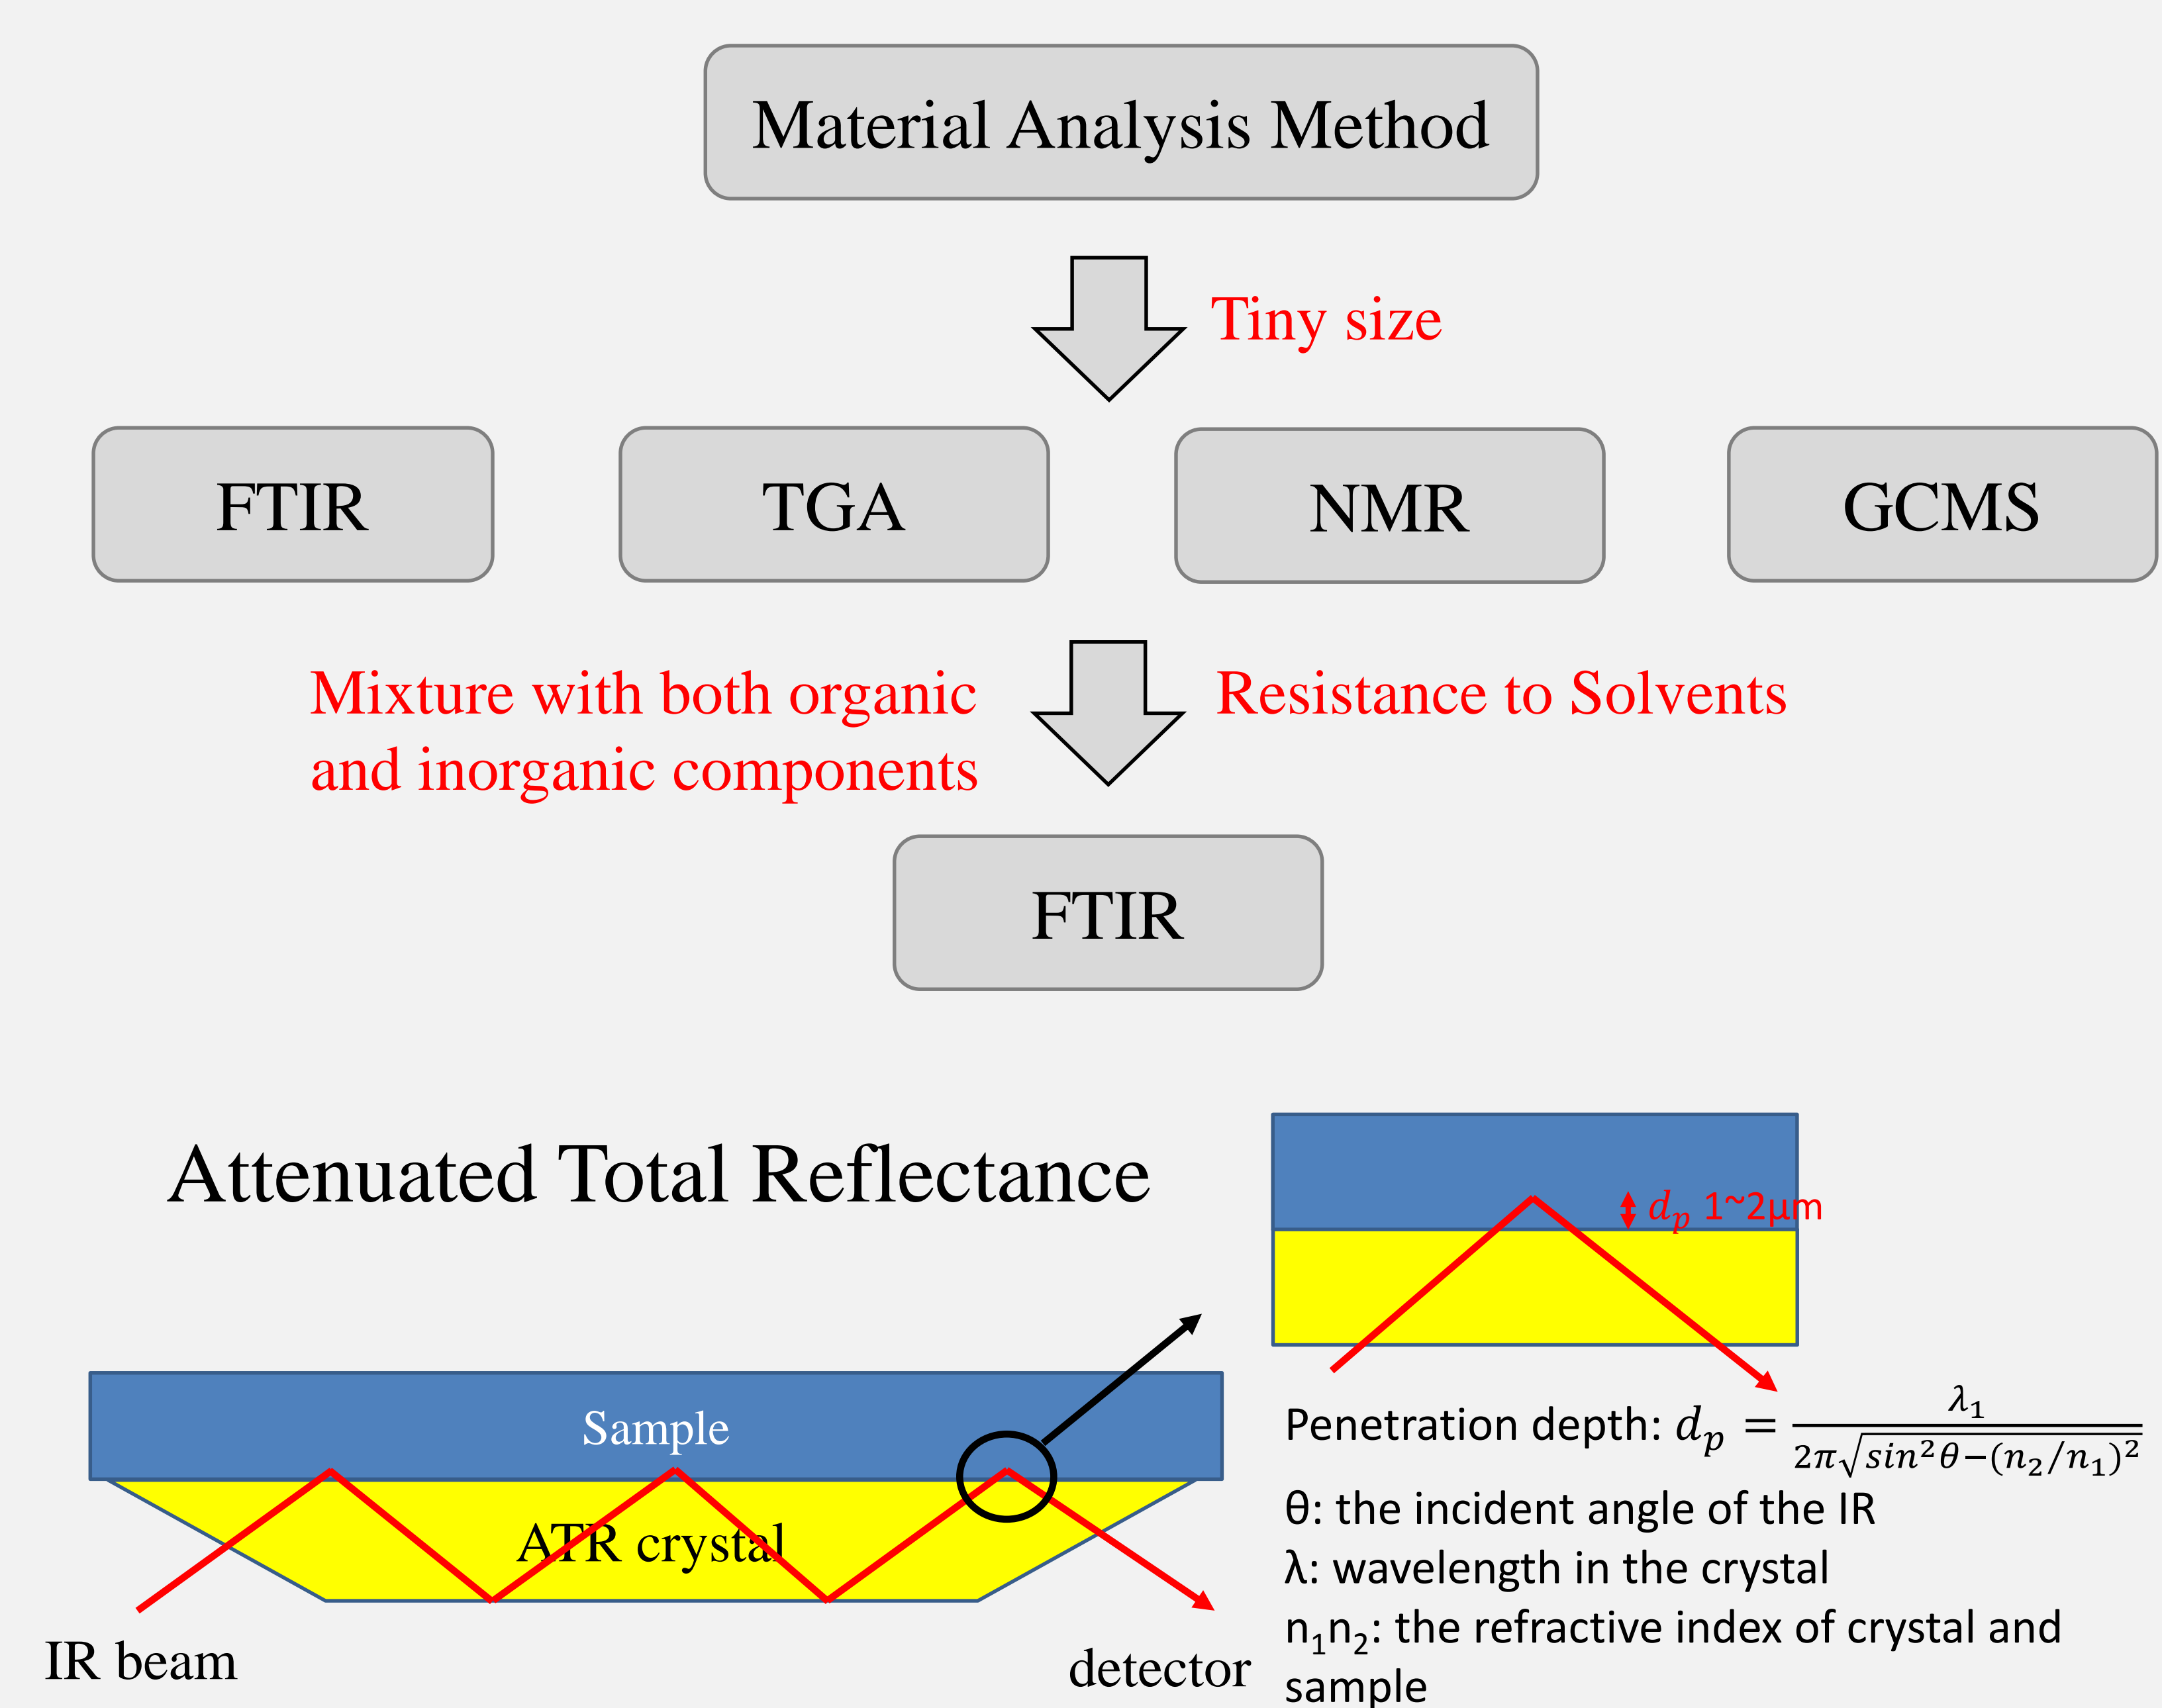 Material Analysis Method
Tiny size
FTIR
TGA
NMR
GCMS
Mixture with both organic
and inorganic components
Resistance to Solvents
FTIR
Attenuated Total Reflectance
d_p 1~2μm
Sample
ATR crystal
IR beam
detector
Penetration depth: d_p = λ_1 / 2π√(sin²θ−(n_2/n_1)²)
θ: the incident angle of the IR
λ: wavelength in the crystal
n₁n₂: the refractive index of crystal and
sample